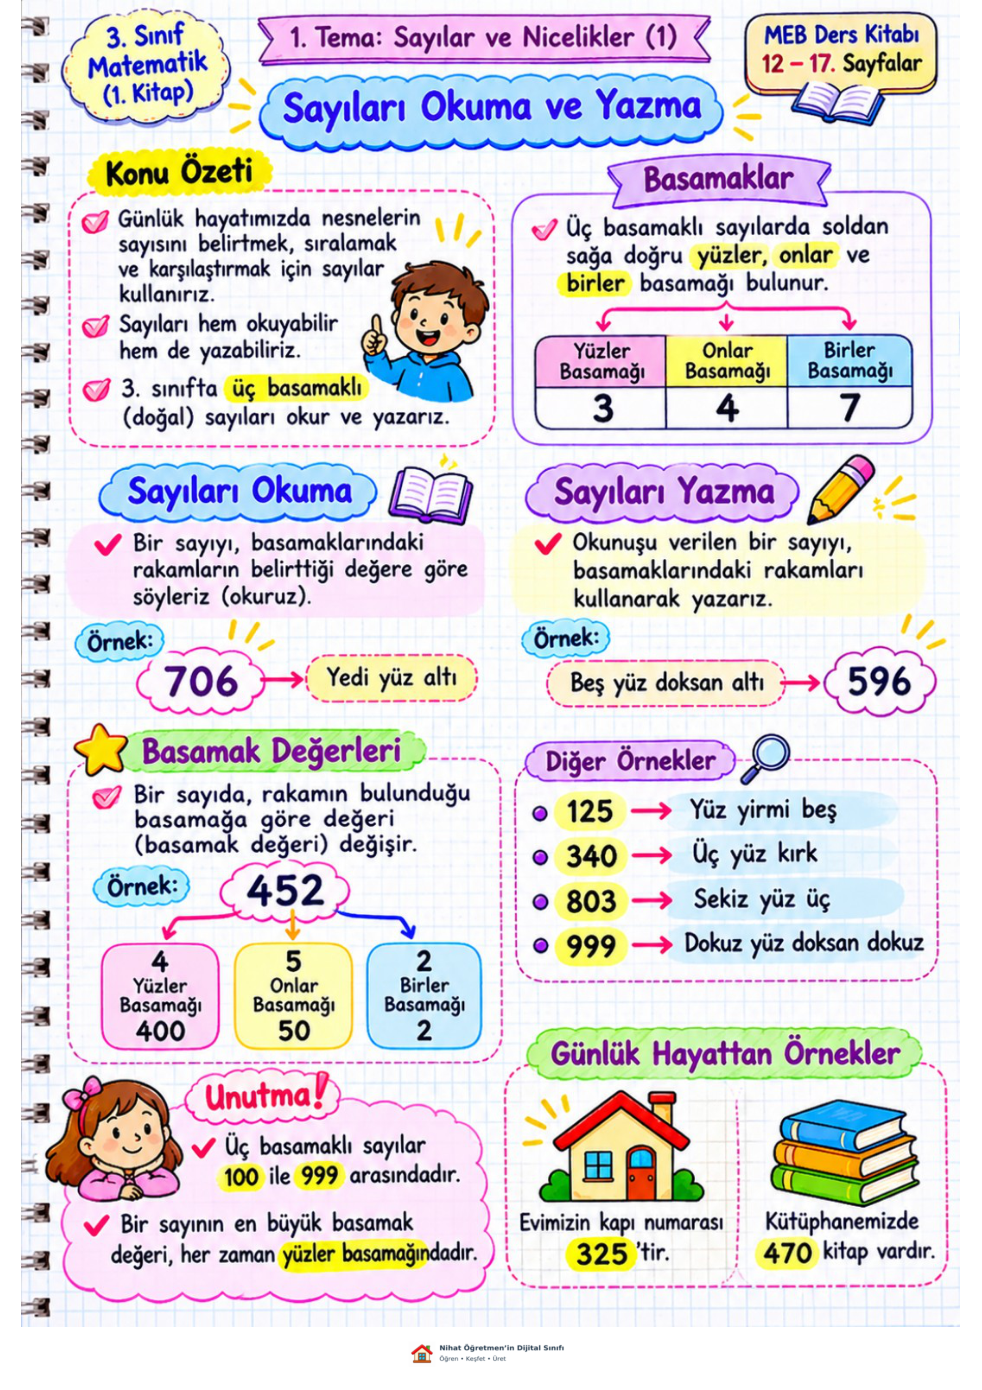 3. Sınıf
Matematik
(1. Kitap)
1. Tema: Sayılar ve Nicelikler (1)
MEB Ders Kitabı
12 – 17. Sayfalar
Sayıları Okuma ve Yazma
Konu Özeti
Günlük hayatımızda nesnelerin
sayısını belirtmek, sıralamak
ve karşılaştırmak için sayılar
kullanırız.
Sayıları hem okuyabilir
hem de yazabiliriz.
3. sınıfta üç basamaklı
(doğal) sayıları okur ve yazarız.
Basamaklar
Üç basamaklı sayılarda soldan
sağa doğru yüzler, onlar ve
birler basamağı bulunur.
Yüzler Basamağı
Onlar Basamağı
Birler Basamağı
3 4 7
Sayıları Okuma
Bir sayıyı, basamaklarındaki
rakamların belirttiği değere göre
söyleriz (okuruz).
Örnek:
706 → Yedi yüz altı
Sayıları Yazma
Okunuşu verilen bir sayıyı,
basamaklarındaki rakamları
kullanarak yazarız.
Örnek:
Beş yüz doksan altı → 596
Basamak Değerleri
Bir sayıda, rakamın bulunduğu
basamağa göre değeri
(basamak değeri) değişir.
Örnek:
452
4
Yüzler
Basamağı
400
5
Onlar
Basamağı
50
2
Birler
Basamağı
2
Diğer Örnekler
125 → Yüz yirmi beş
340 → Üç yüz kırk
803 → Sekiz yüz üç
999 → Dokuz yüz doksan dokuz
Unutma!
Üç basamaklı sayılar
100 ile 999 arasındadır.
Bir sayının en büyük basamak
değeri, her zaman yüzler basamağındadır.
Günlük Hayattan Örnekler
Evimizin kapı numarası
325'tir.
Kütüphanemizde
470 kitap vardır.
Nihat Öğretmen'in Dijital Sınıfı
Öğren • Keşfet • Üret